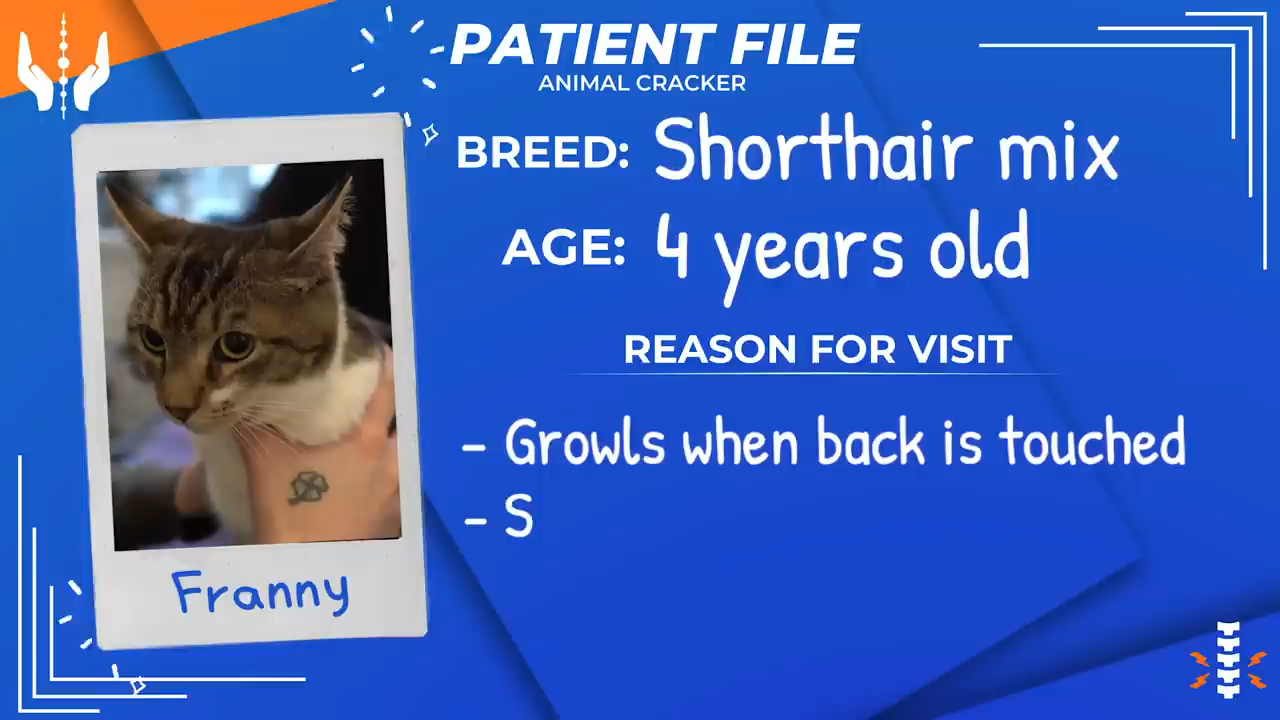 PATIENT FILE
ANIMAL CRACKER
BREED: Shorthair mix
AGE: 4 years old
REASON FOR VISIT
- Growls when back is touched
- S
Franny